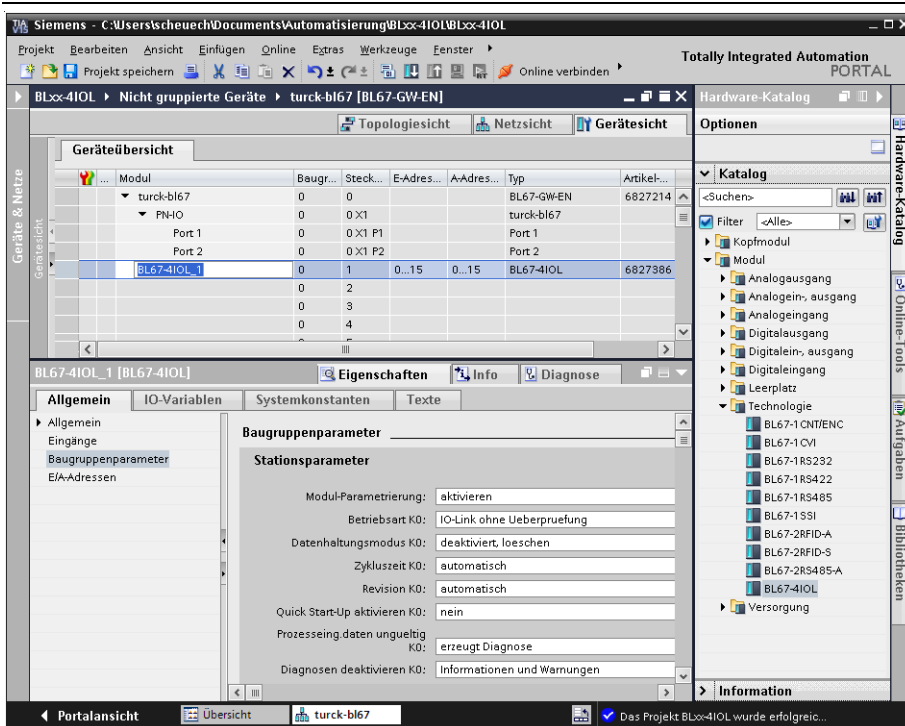 Siemens - C:\Users\scheuech\Documents\Automatisierung\BLxx-4IOL\BLxx-4IOL
Projekt Bearbeiten Ansicht Einfügen Online Extras Werkzeuge Fenster
Totally Integrated Automation
PORTAL
Projekt speichern Online verbinden
BLxx-4IOL Nicht gruppierte Geräte turck-bl67 [BL67-GW-EN]
Topologiesicht Netzsicht Gerätesicht
Geräteübersicht
... Modul Baugr... Steck... E-Adres... A-Adres... Typ Artikel-...
turck-bl67 0 0 BL67-GW-EN 6827214
PN-IO 0 0 X1 turck-bl67
Port 1 0 0 X1 P1 Port 1
Port 2 0 0 X1 P2 Port 2
BL67-4IOL_1 0 1 0...15 0...15 BL67-4IOL 6827386
0 2
0 3
0 4
Geräte & Netze
Gerätesicht
BL67-4IOL_1 [BL67-4IOL]
Eigenschaften Info Diagnose
Allgemein IO-Variablen Systemkonstanten Texte
Allgemein
Eingänge
Baugruppenparameter
E/A-Adressen
Baugruppenparameter
Stationsparameter
Modul-Parametrierung: aktivieren
Betriebsart K0: IO-Link ohne Ueberpruefung
Datenhaltungsmodus K0: deaktiviert, loeschen
Zykluszeit K0: automatisch
Revision K0: automatisch
Quick Start-Up aktivieren K0: nein
Prozesseing.daten ungueltig
K0: erzeugt Diagnose
Diagnosen deaktivieren K0: Informationen und Warnungen
Hardware-Katalog
Optionen
Katalog
<Suchen>
Filter <Alle>
Kopfmodul
Modul
Analogausgang
Analogein-, ausgang
Analogeingang
Digitalausgang
Digitalein-, ausgang
Digitaleingang
Leerplatz
Technologie
BL67-1CNT/ENC
BL67-1CVI
BL67-1RS232
BL67-1RS422
BL67-1RS485
BL67-1SSI
BL67-2RFID-A
BL67-2RFID-S
BL67-2RS485-A
BL67-4IOL
Versorgung
Information
Hardware-Katalog
Online-Tools
Aufgaben
Bibliotheken
Portalansicht Übersicht turck-bl67 Das Projekt BLxx-4IOL wurde erfolgreic...